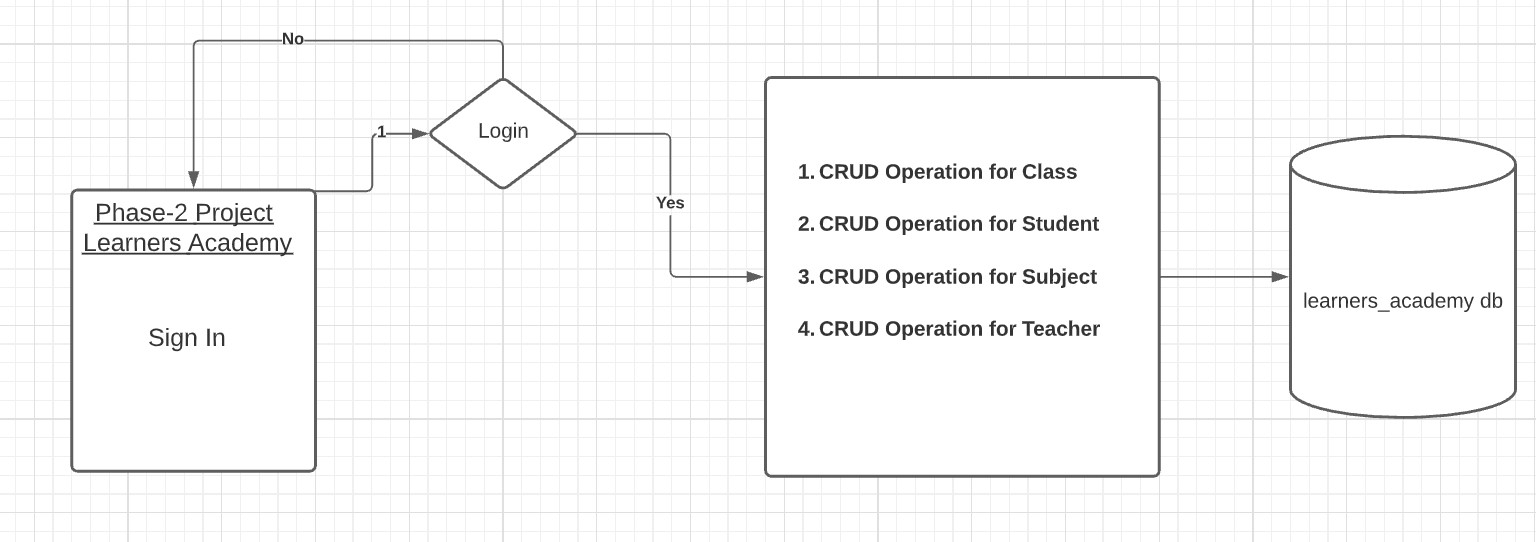 No
1
Login
Yes
Phase-2 Project
Learners Academy
Sign In
1. CRUD Operation for Class
2. CRUD Operation for Student
3. CRUD Operation for Subject
4. CRUD Operation for Teacher
learners_academy db